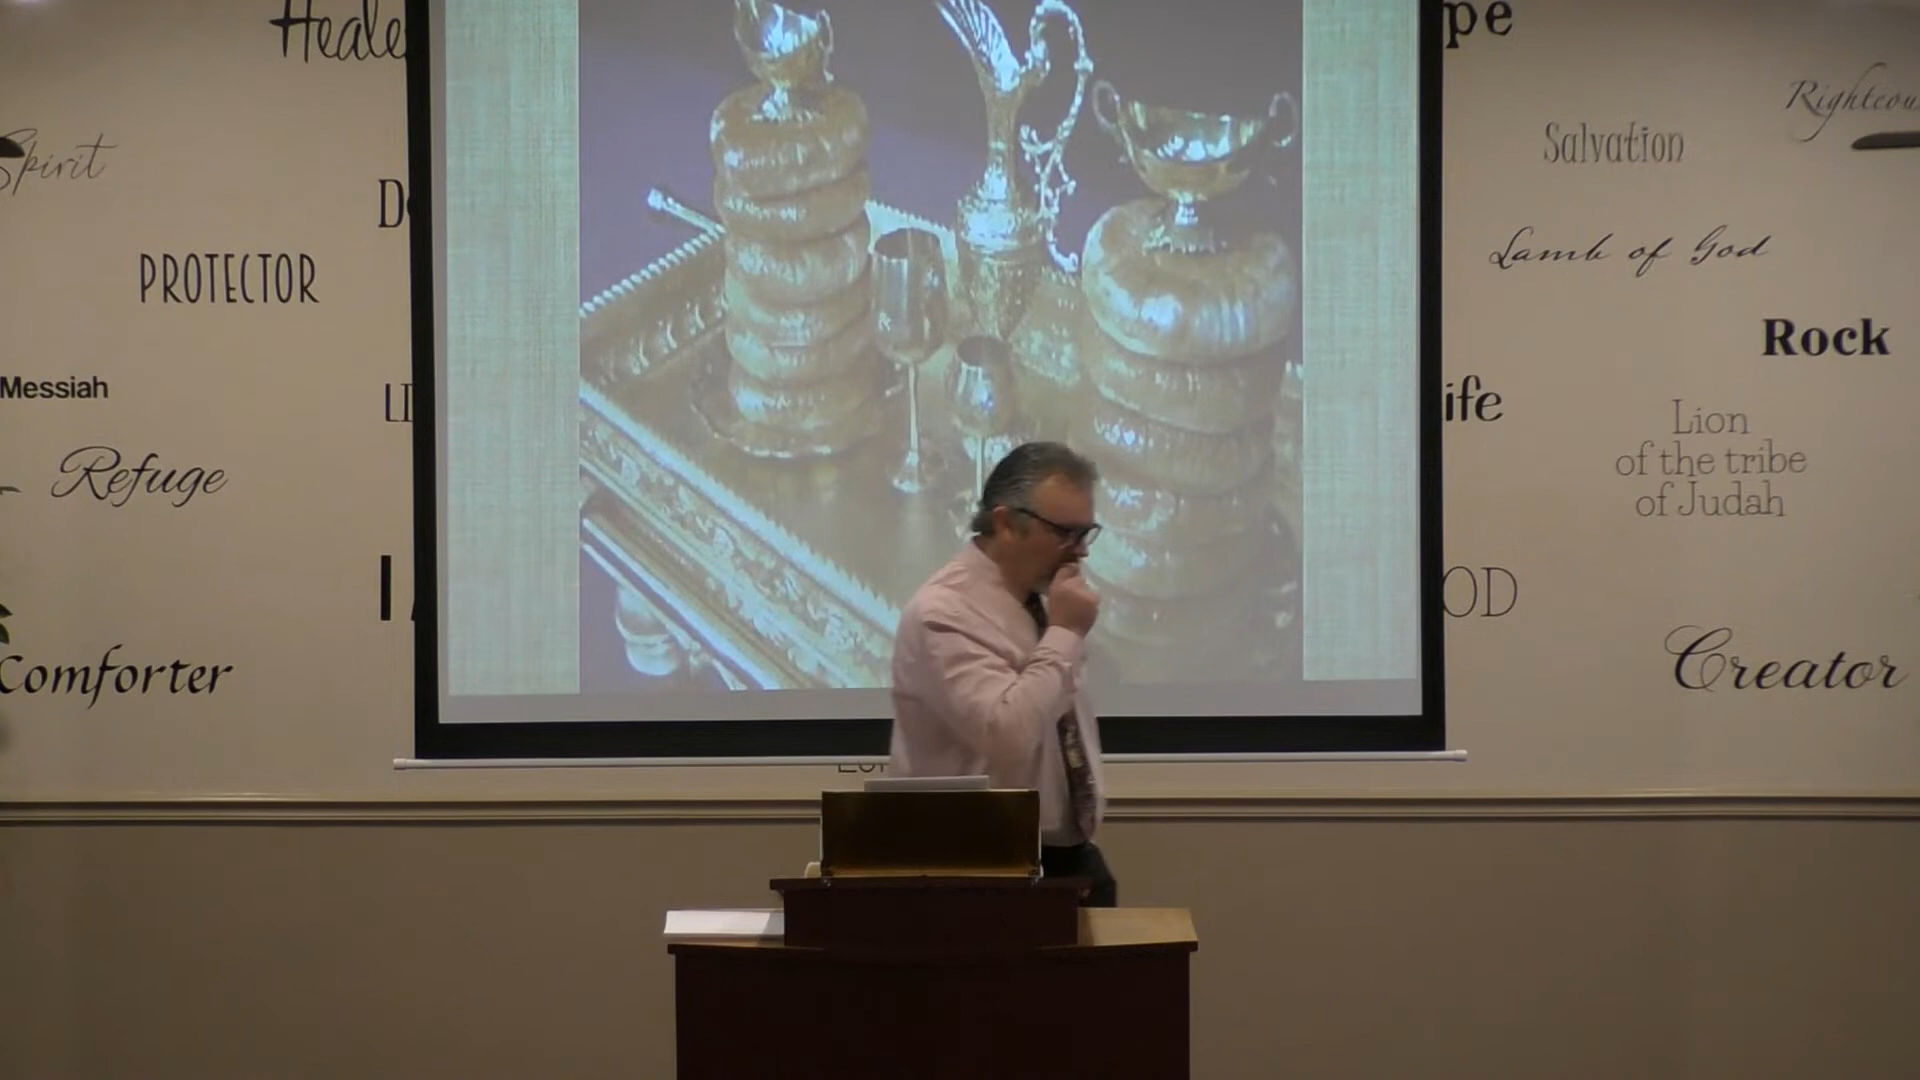 Heale
Spirit
PROTECTOR
Messiah
Refuge
Comforter
D
LI
I
pe
Righteou
Salvation
Lamb of God
Rock
ife
Lion
of the tribe
of Judah
OD
Creator